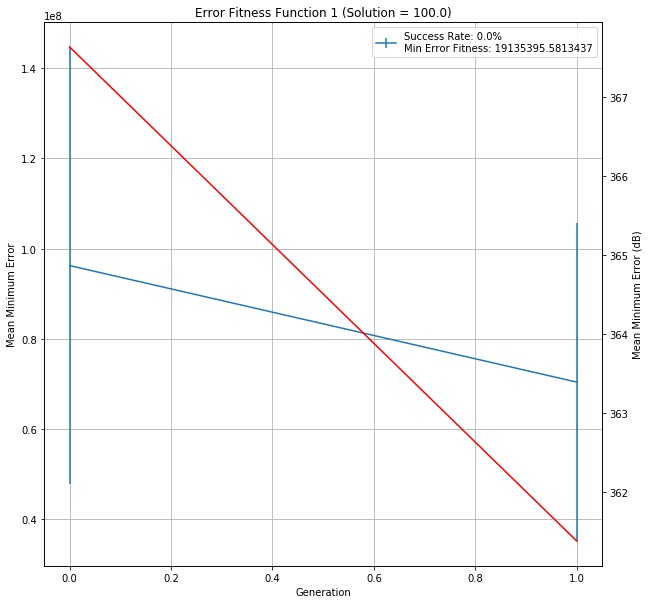 Error Fitness Function 1 (Solution = 100.0)
1e8
Success Rate: 0.0%
Min Error Fitness: 19135395.5813437
1.4
1.2
1.0
0.8
0.6
0.4
Mean Minimum Error
367
366
365
364
363
362
Mean Minimum Error (dB)
0.0 0.2 0.4 0.6 0.8 1.0
Generation